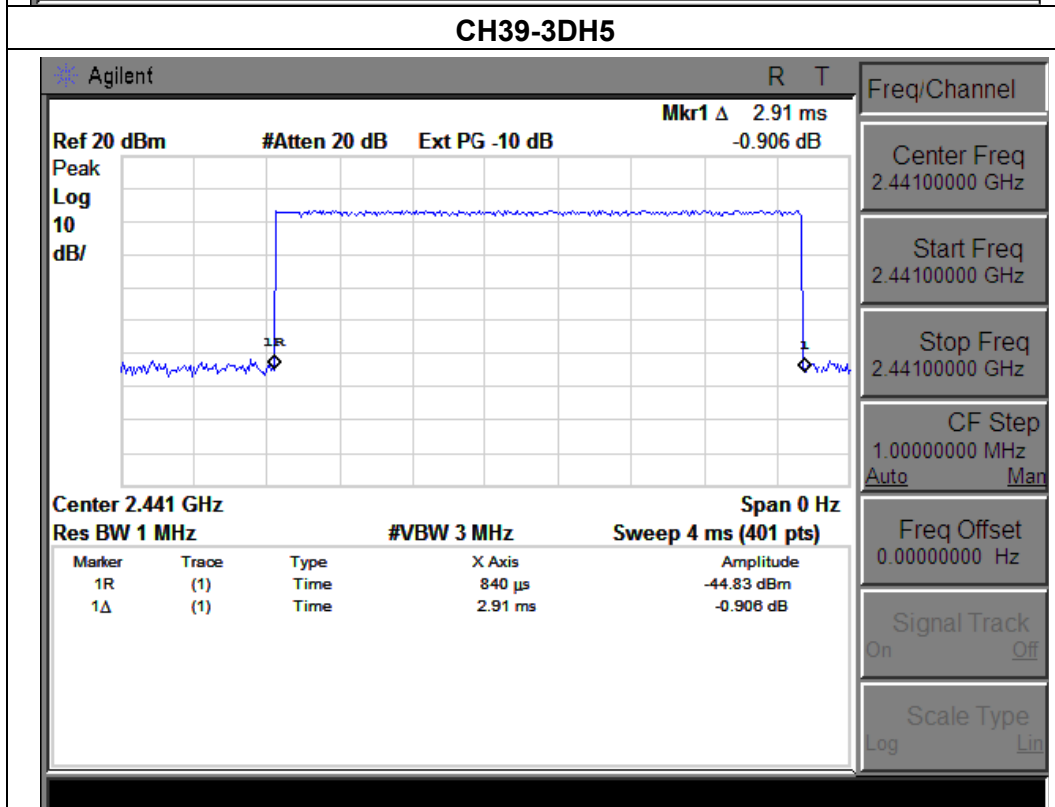 CH39-3DH5
Agilent R T
Mkr1 Δ 2.91 ms
Ref 20 dBm #Atten 20 dB Ext PG -10 dB -0.906 dB
Peak
Log
10
dB/
1R
1
Center 2.441 GHz Span 0 Hz
Res BW 1 MHz #VBW 3 MHz Sweep 4 ms (401 pts)
Marker Trace Type X Axis Amplitude
1R (1) Time 840 µs -44.83 dBm
1Δ (1) Time 2.91 ms -0.906 dB
Freq/Channel
Center Freq
2.44100000 GHz
Start Freq
2.44100000 GHz
Stop Freq
2.44100000 GHz
CF Step
1.00000000 MHz
Auto Man
Freq Offset
0.00000000 Hz
Signal Track
On Off
Scale Type
Log Lin